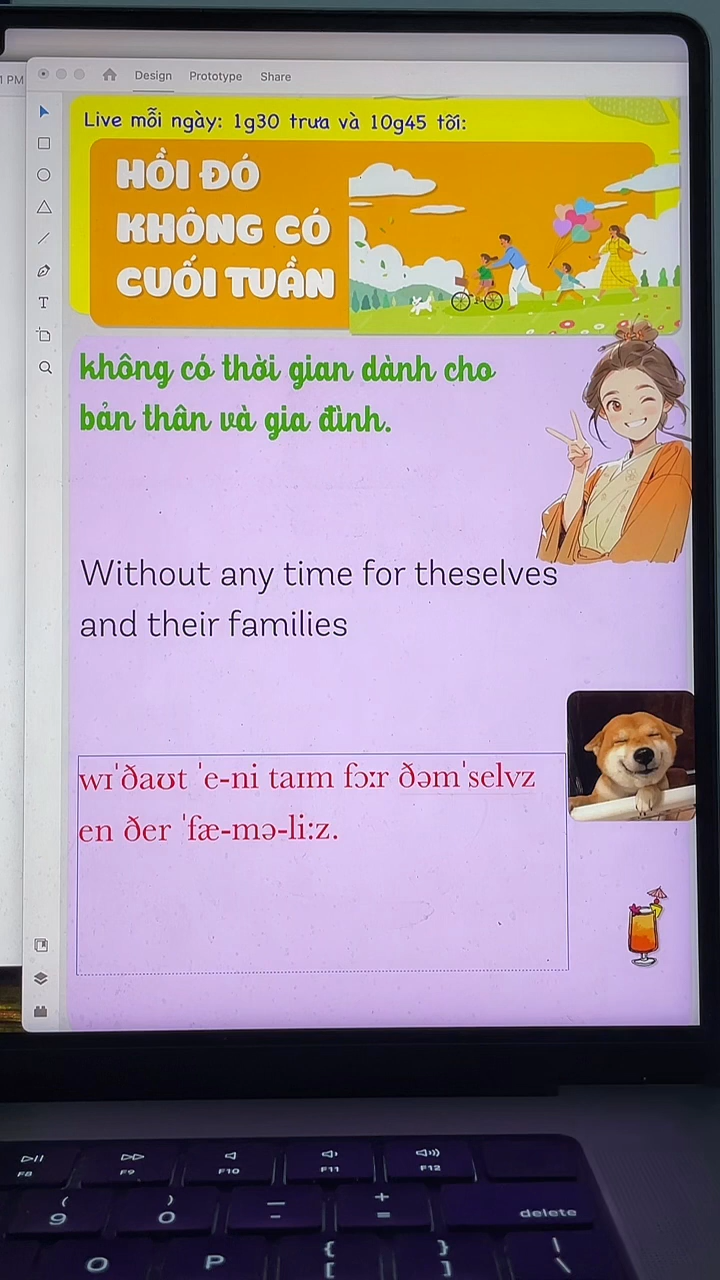 1 PM
Design Prototype Share
Live mỗi ngày: 1g30 trưa và 10g45 tối:
HỒI ĐÓ
KHÔNG CÓ
CUỐI TUẦN
không có thời gian dành cho
bản thân và gia đình.
Without any time for theselves
and their families
wɪˈðaʊt ˈe-ni taɪm fɔːr ðəmˈselvz
en ðer ˈfæ-mə-liːz.
T
F8 F9 F10 F11 F12
( ) — +
9 0 - = delete
O P { [ } ] | \